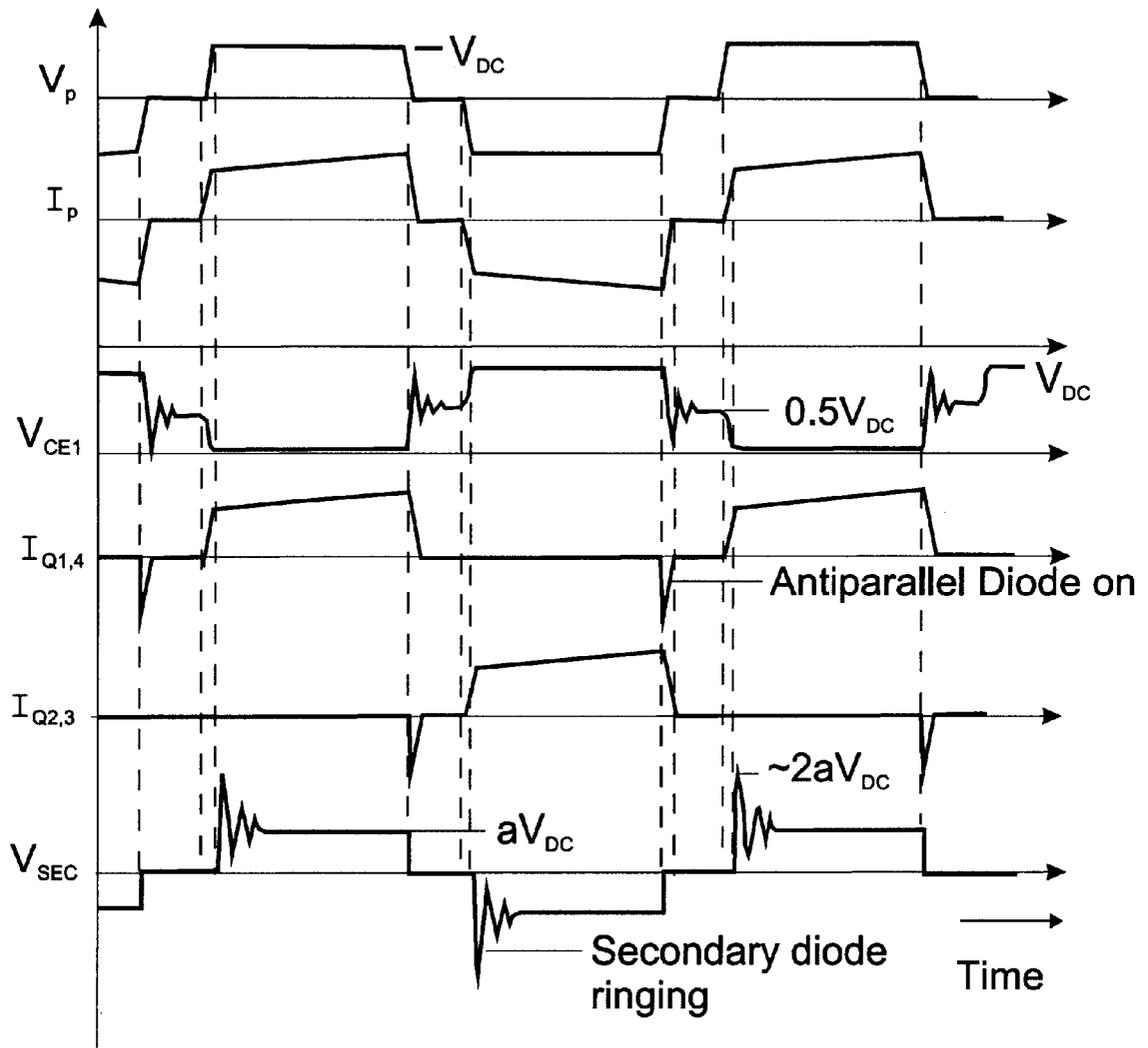 V_DC
V_p
I_p
V_DC
0.5V_DC
V_CE1
I_Q1,4
Antiparallel Diode on
I_Q2,3
~2aV_DC
aV_DC
V_SEC
Secondary diode
ringing
Time